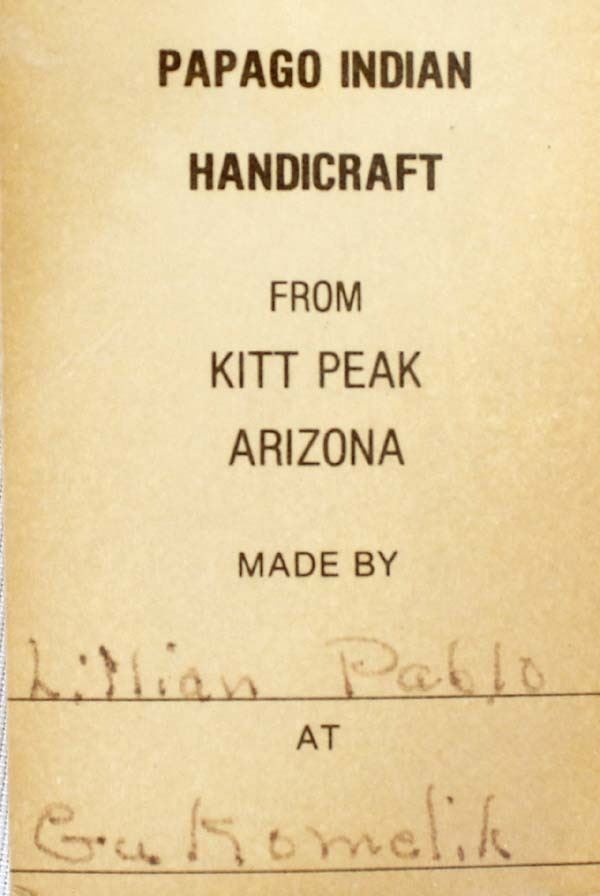 PAPAGO INDIAN
HANDICRAFT
FROM
KITT PEAK
ARIZONA
MADE BY
Lillian Pablo
AT
Gu Komelik